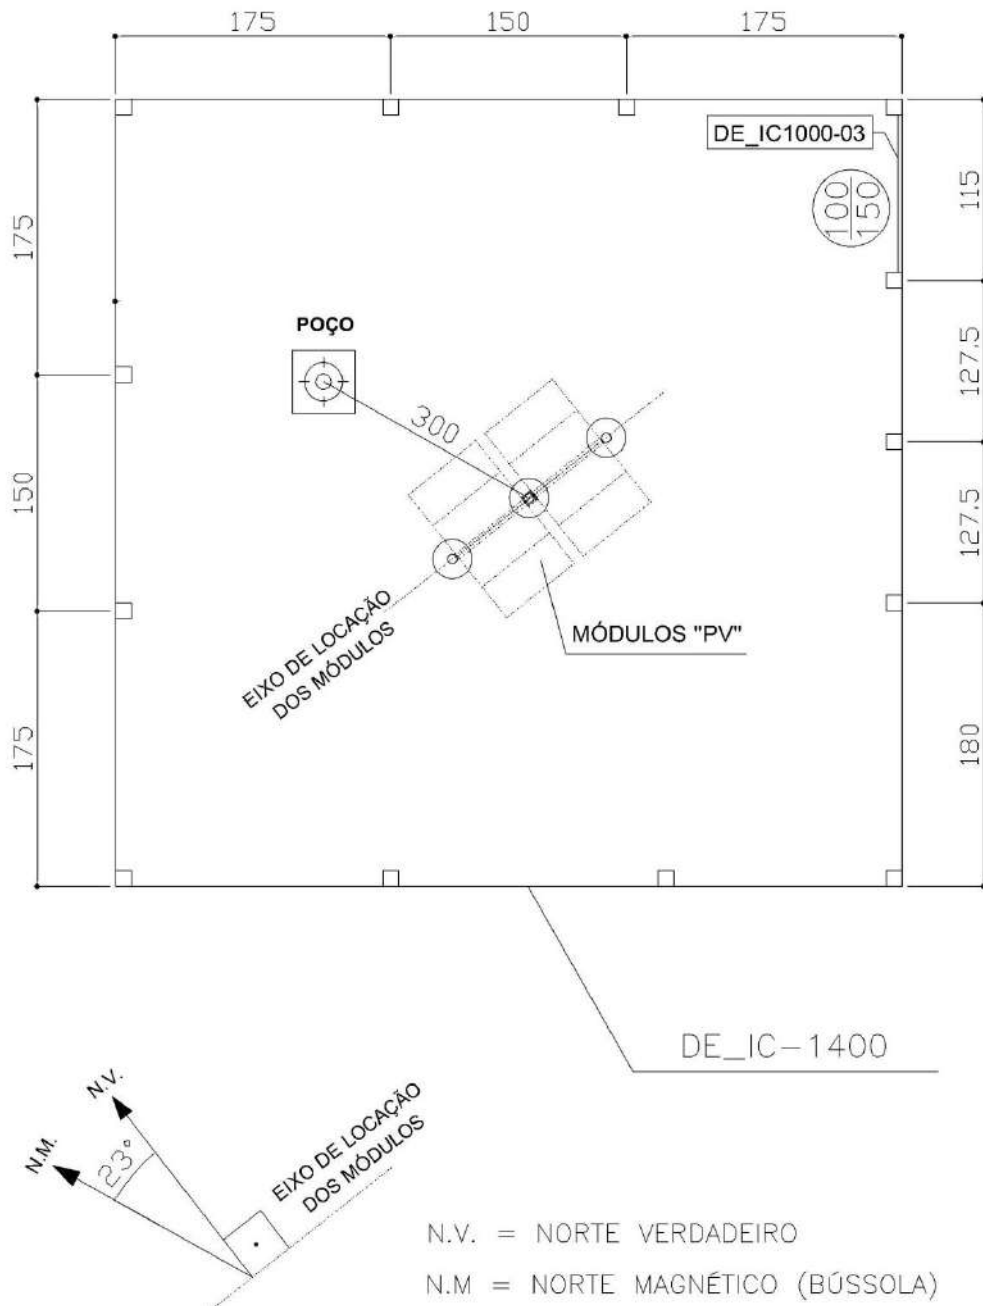 175
150
175
DE_IC1000-03
100
150
115
175
127.5
POÇO
300
150
127.5
EIXO DE LOCAÇÃO
DOS MÓDULOS
MÓDULOS "PV"
175
180
DE_IC-1400
N.V.
N.M.
23°
EIXO DE LOCAÇÃO
DOS MÓDULOS
N.V. = NORTE VERDADEIRO
N.M = NORTE MAGNÉTICO (BÚSSOLA)